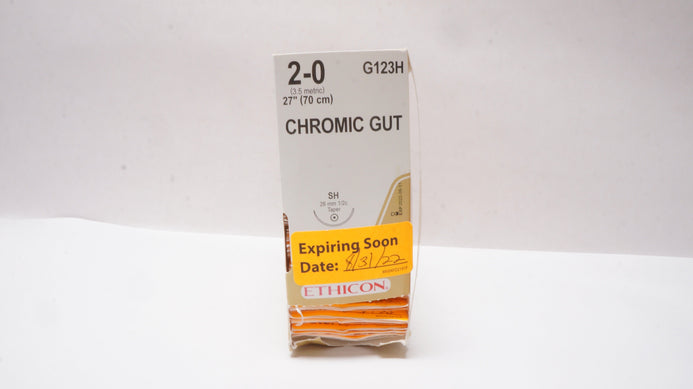 2-0
G123H
(3.5 metric)
27" (70 cm)
CHROMIC GUT
SH
26 mm 1/2c
Taper
Expiring Soon
Date: 8/31/22
ETHICON